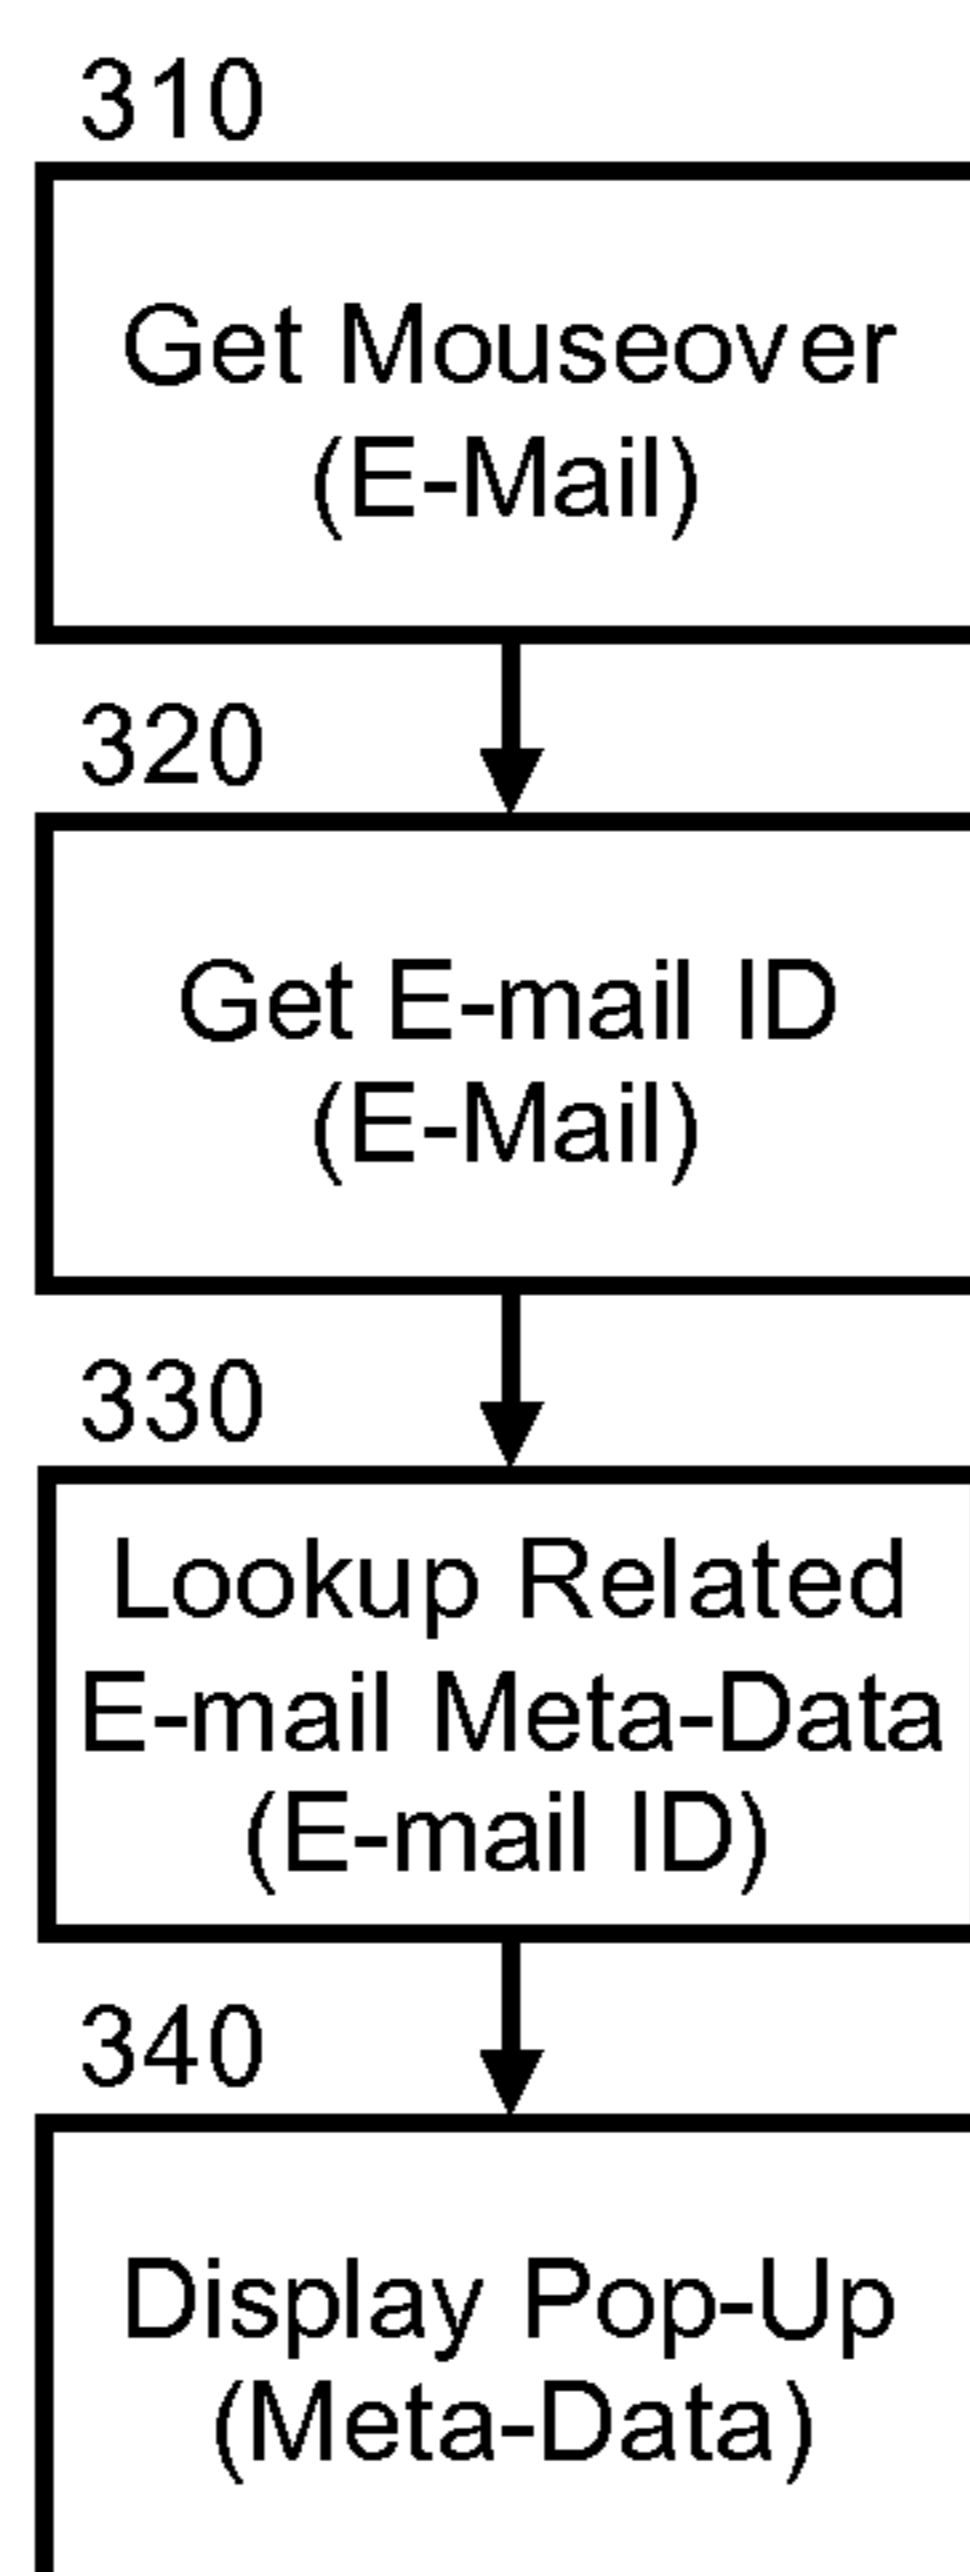 310
Get Mouseover
(E-Mail)
320
Get E-mail ID
(E-Mail)
330
Lookup Related
E-mail Meta-Data
(E-mail ID)
340
Display Pop-Up
(Meta-Data)